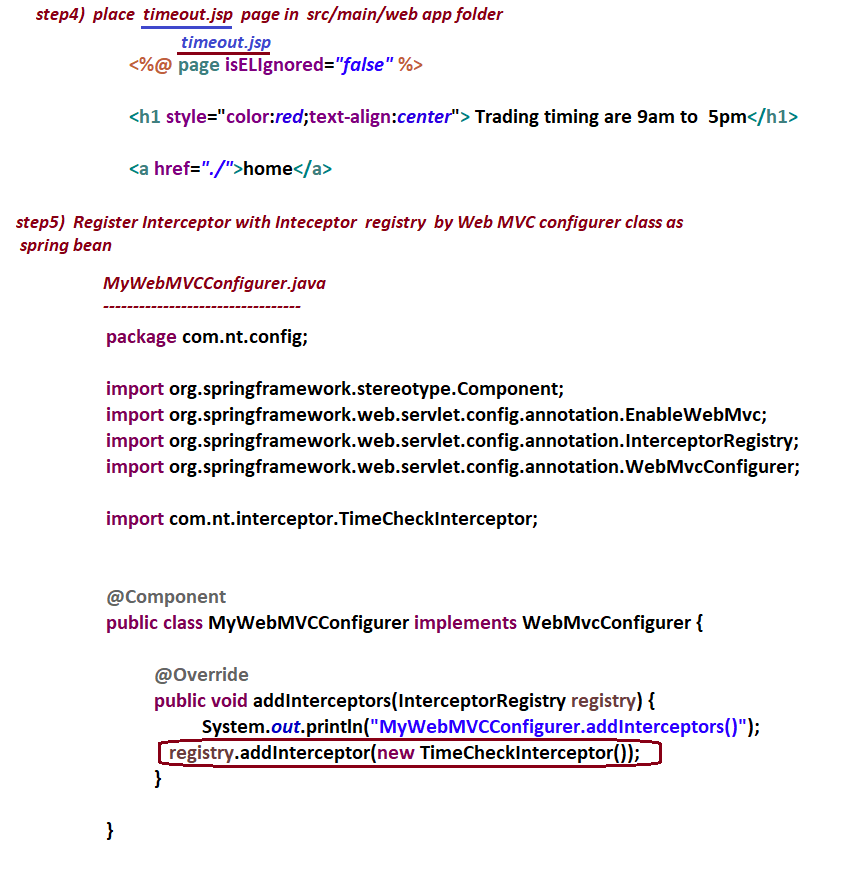 step4) place timeout.jsp page in src/main/web app folder
timeout.jsp
<%@ page isELIgnored="false" %>
<h1 style="color:red;text-align:center"> Trading timing are 9am to 5pm</h1>
<a href="./">home</a>
step5) Register Interceptor with Inteceptor registry by Web MVC configurer class as
spring bean
MyWebMVCConfigurer.java
---------------------------------
package com.nt.config;
import org.springframework.stereotype.Component;
import org.springframework.web.servlet.config.annotation.EnableWebMvc;
import org.springframework.web.servlet.config.annotation.InterceptorRegistry;
import org.springframework.web.servlet.config.annotation.WebMvcConfigurer;
import com.nt.interceptor.TimeCheckInterceptor;
@Component
public class MyWebMVCConfigurer implements WebMvcConfigurer {
@Override
public void addInterceptors(InterceptorRegistry registry) {
System.out.println("MyWebMVCConfigurer.addInterceptors()");
registry.addInterceptor(new TimeCheckInterceptor());
}
}